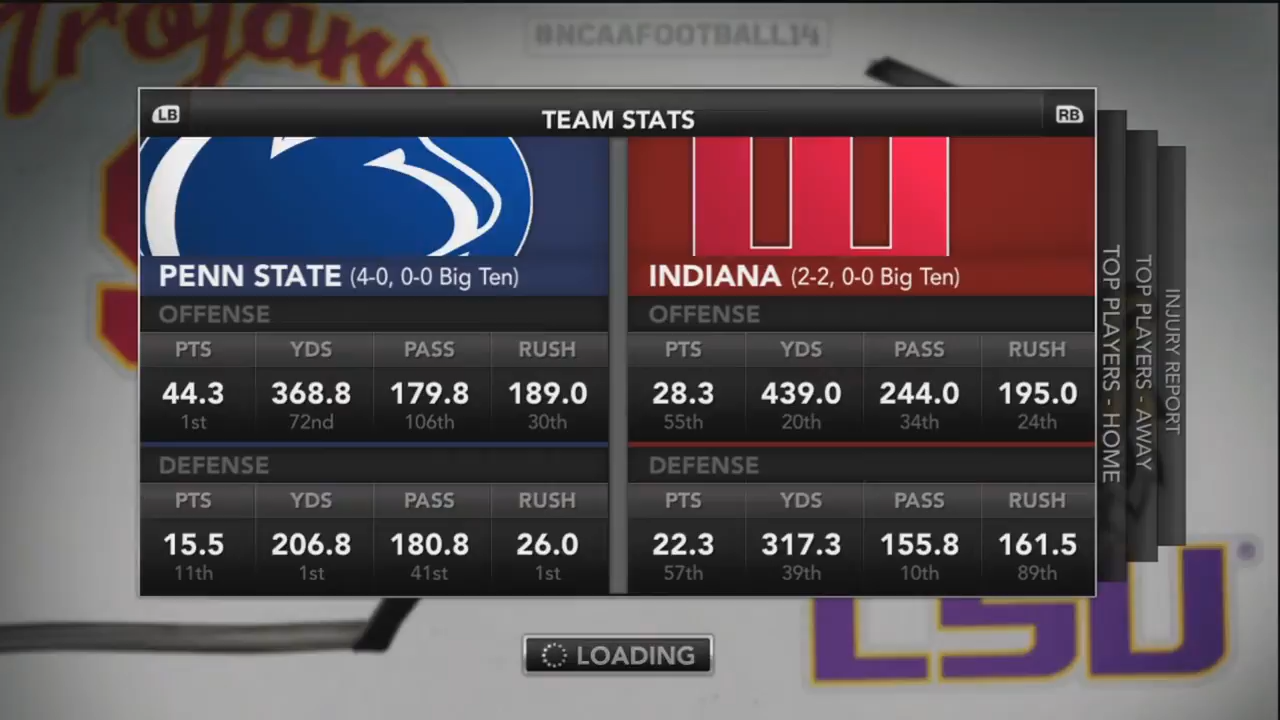 Trojans
#NCAAFOOTBALL14
LB
TEAM STATS
RB
PENN STATE (4-0, 0-0 Big Ten)
OFFENSE
PTS YDS PASS RUSH
44.3 368.8 179.8 189.0
1st 72nd 106th 30th
DEFENSE
PTS YDS PASS RUSH
15.5 206.8 180.8 26.0
11th 1st 41st 1st
INDIANA (2-2, 0-0 Big Ten)
OFFENSE
PTS YDS PASS RUSH
28.3 439.0 244.0 195.0
55th 20th 34th 24th
DEFENSE
PTS YDS PASS RUSH
22.3 317.3 155.8 161.5
57th 39th 10th 89th
TOP PLAYERS - HOME
TOP PLAYERS - AWAY
INJURY REPORT
LOADING
LSU